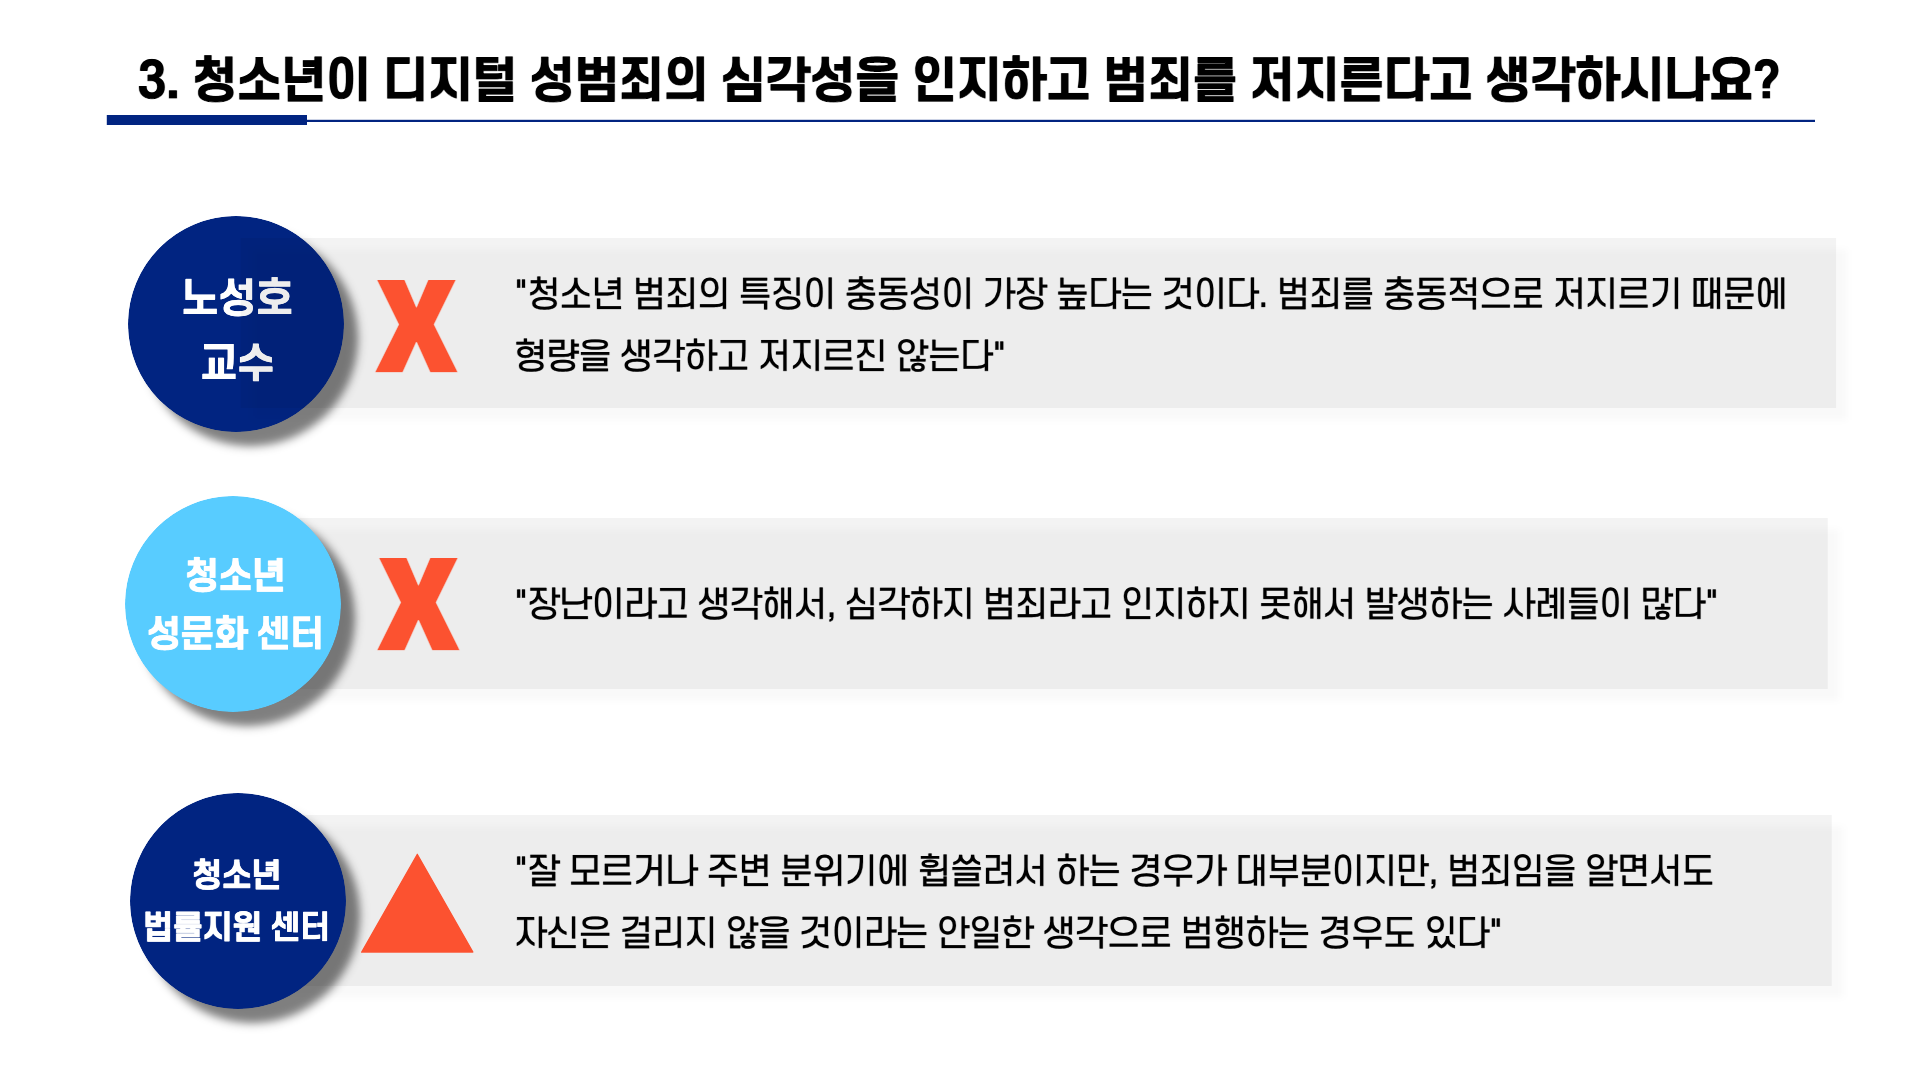 3. 청소년이 디지털 성범죄의 심각성을 인지하고 범죄를 저지른다고 생각하시나요?
노성호
교수
X
"청소년 범죄의 특징이 충동성이 가장 높다는 것이다. 범죄를 충동적으로 저지르기 때문에
형량을 생각하고 저지르진 않는다"
청소년
성문화 센터
X
"장난이라고 생각해서, 심각하지 범죄라고 인지하지 못해서 발생하는 사례들이 많다"
청소년
법률지원 센터
"잘 모르거나 주변 분위기에 휩쓸려서 하는 경우가 대부분이지만, 범죄임을 알면서도
자신은 걸리지 않을 것이라는 안일한 생각으로 범행하는 경우도 있다"